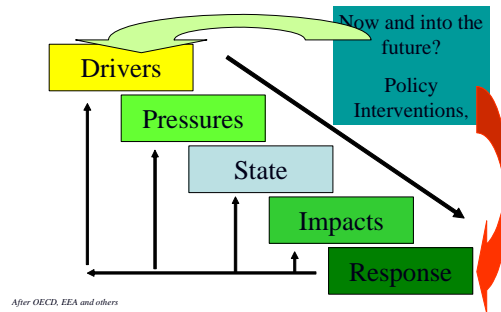 Now and into the
future?
Policy
Interventions,
Drivers
Pressures
State
Impacts
Response
After OECD, EEA and others